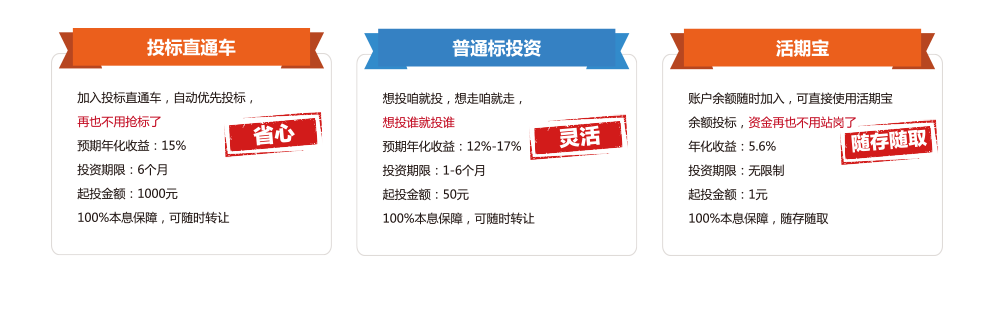 投标直通车
加入投标直通车，自动优先投标，
再也不用抢标了
省心
预期年化收益：15%
投资期限：6个月
起投金额：1000元
100%本息保障，可随时转让
普通标投资
想投咱就投，想走咱就走，
想投谁就投谁
灵活
预期年化收益：12%-17%
投资期限：1-6个月
起投金额：50元
100%本息保障，可随时转让
活期宝
账户余额随时加入，可直接使用活期宝
余额投标，资金再也不用站岗了
随存随取
年化收益：5.6%
投资期限：无限制
起投金额：1元
100%本息保障，随存随取